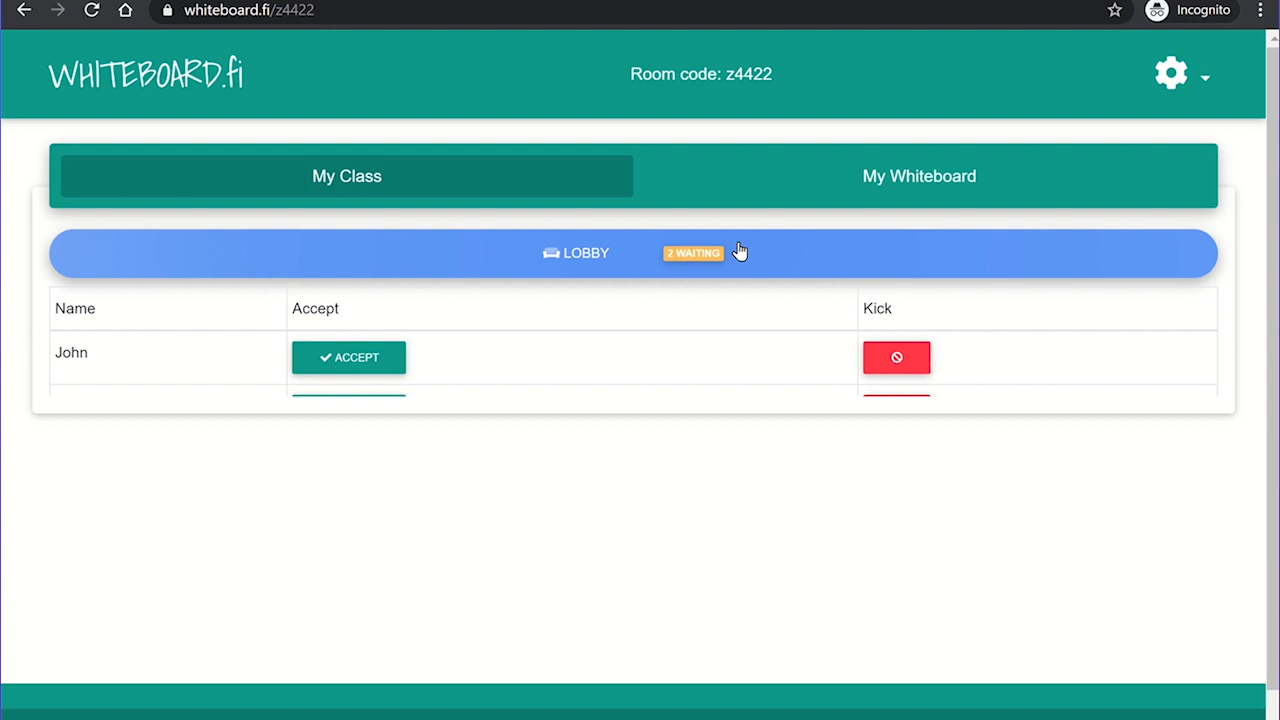 whiteboard.fi/z4422
Incognito
WHITEBOARD.fi
Room code: z4422
My Class
My Whiteboard
LOBBY
2 WAITING
Name
Accept
Kick
John
ACCEPT